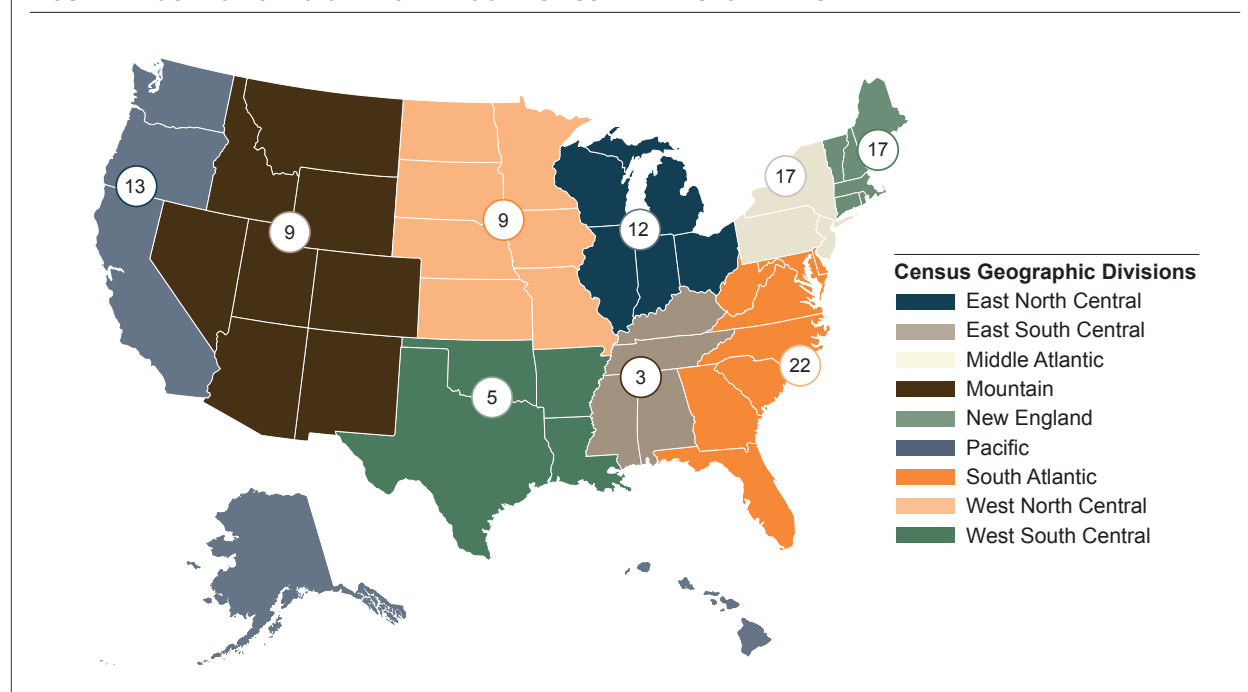 17
17
13
9
9
12
22
3
5
Census Geographic Divisions
East North Central
East South Central
Middle Atlantic
Mountain
New England
Pacific
South Atlantic
West North Central
West South Central